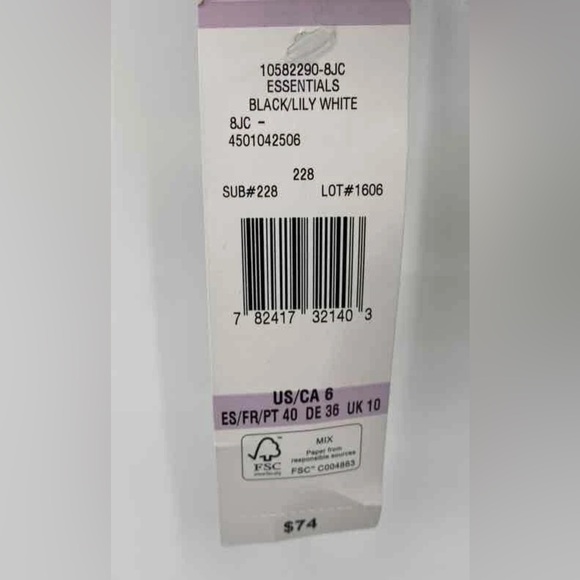 10582290-8JC
ESSENTIALS
BLACK/LILY WHITE
8JC -
4501042506
228
SUB#228 LOT#1606
7 82417 32140 3
US/CA 6
ES/FR/PT 40 DE 36 UK 10
FSC
MIX
Paper from
responsible sources
FSC™ C004863
$74